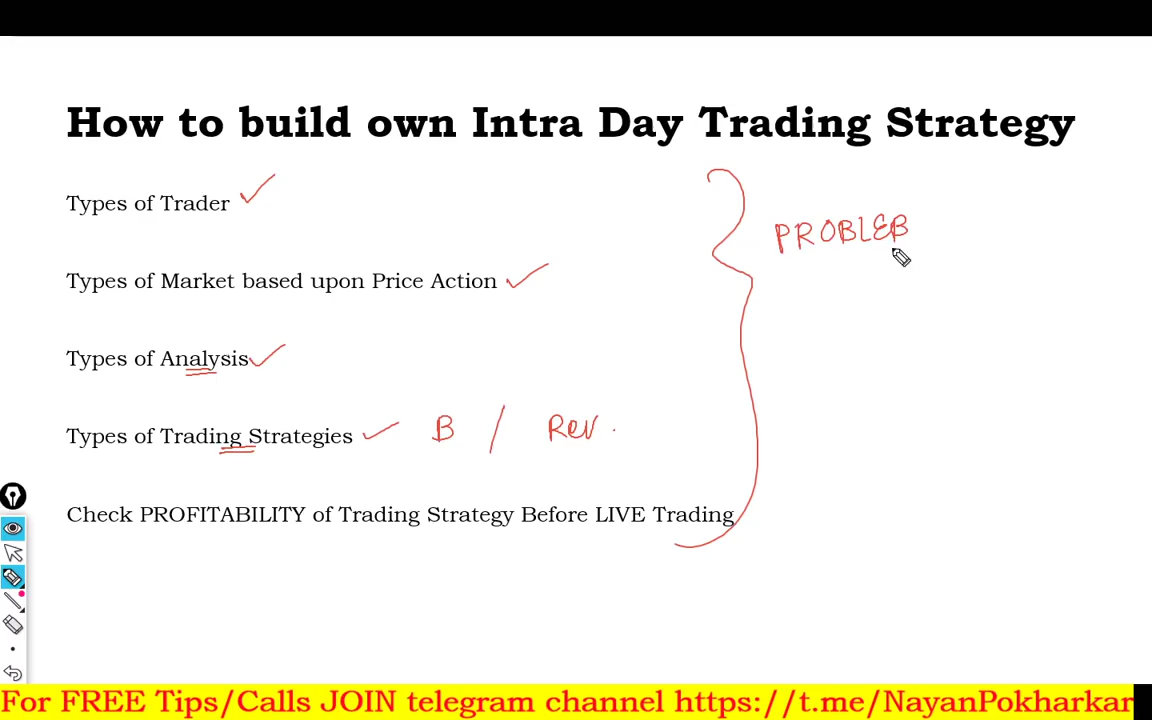 How to build own Intra Day Trading Strategy
Types of Trader
PROBLEB
Types of Market based upon Price Action
Types of Analysis
Types of Trading Strategies B / Rev.
Check PROFITABILITY of Trading Strategy Before LIVE Trading
For FREE Tips/Calls JOIN telegram channel https://t.me/NayanPokharkar